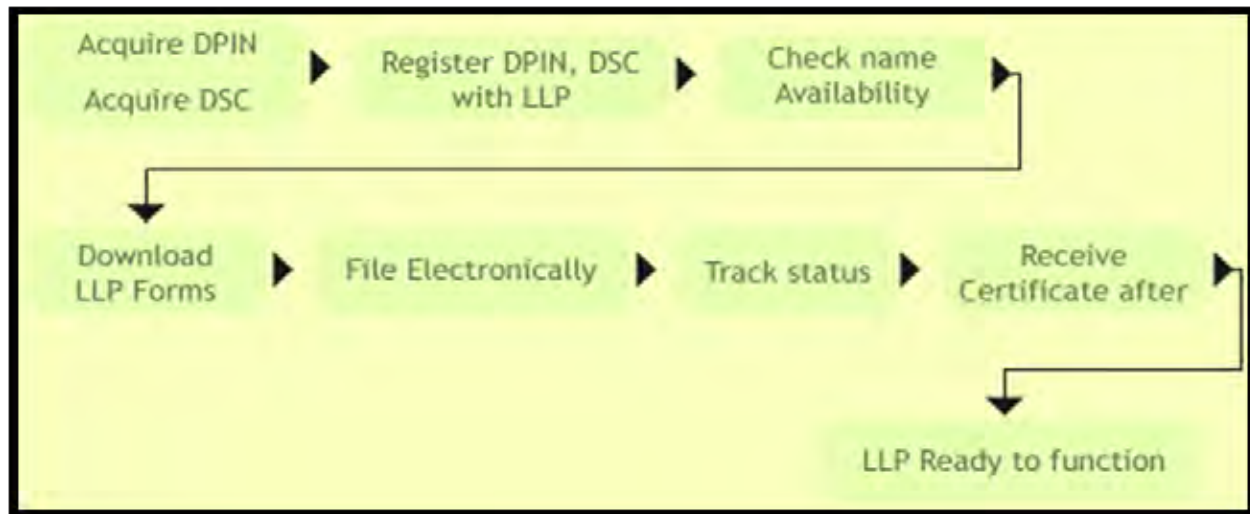 Acquire DPIN
Acquire DSC
Register DPIN, DSC
with LLP
Check name
Availability
Download
LLP Forms
File Electronically
Track status
Receive
Certificate after
LLP Ready to function